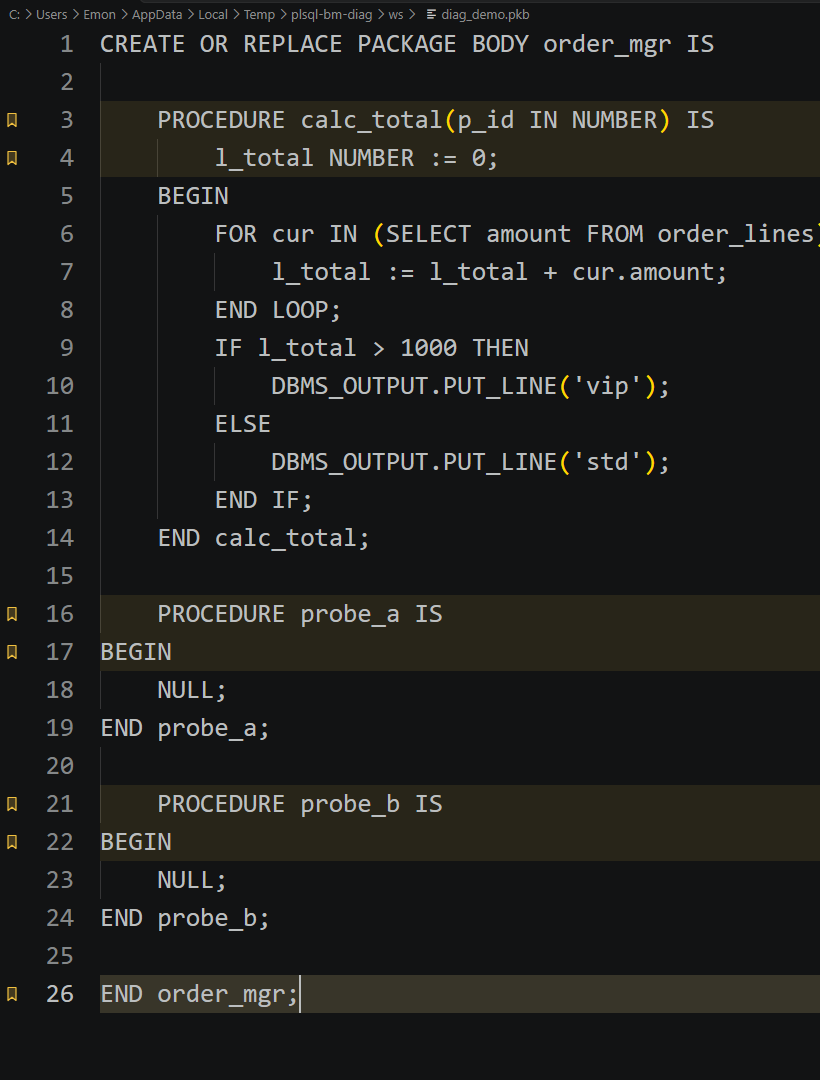 C: > Users > Emon > AppData > Local > Temp > plsql-bm-diag > ws > diag_demo.pkb
1 CREATE OR REPLACE PACKAGE BODY order_mgr IS
2
3     PROCEDURE calc_total(p_id IN NUMBER) IS
4         l_total NUMBER := 0;
5     BEGIN
6         FOR cur IN (SELECT amount FROM order_lines)
7             l_total := l_total + cur.amount;
8         END LOOP;
9         IF l_total > 1000 THEN
10             DBMS_OUTPUT.PUT_LINE('vip');
11         ELSE
12             DBMS_OUTPUT.PUT_LINE('std');
13         END IF;
14     END calc_total;
15
16     PROCEDURE probe_a IS
17 BEGIN
18     NULL;
19 END probe_a;
20
21     PROCEDURE probe_b IS
22 BEGIN
23     NULL;
24 END probe_b;
25
26 END order_mgr;